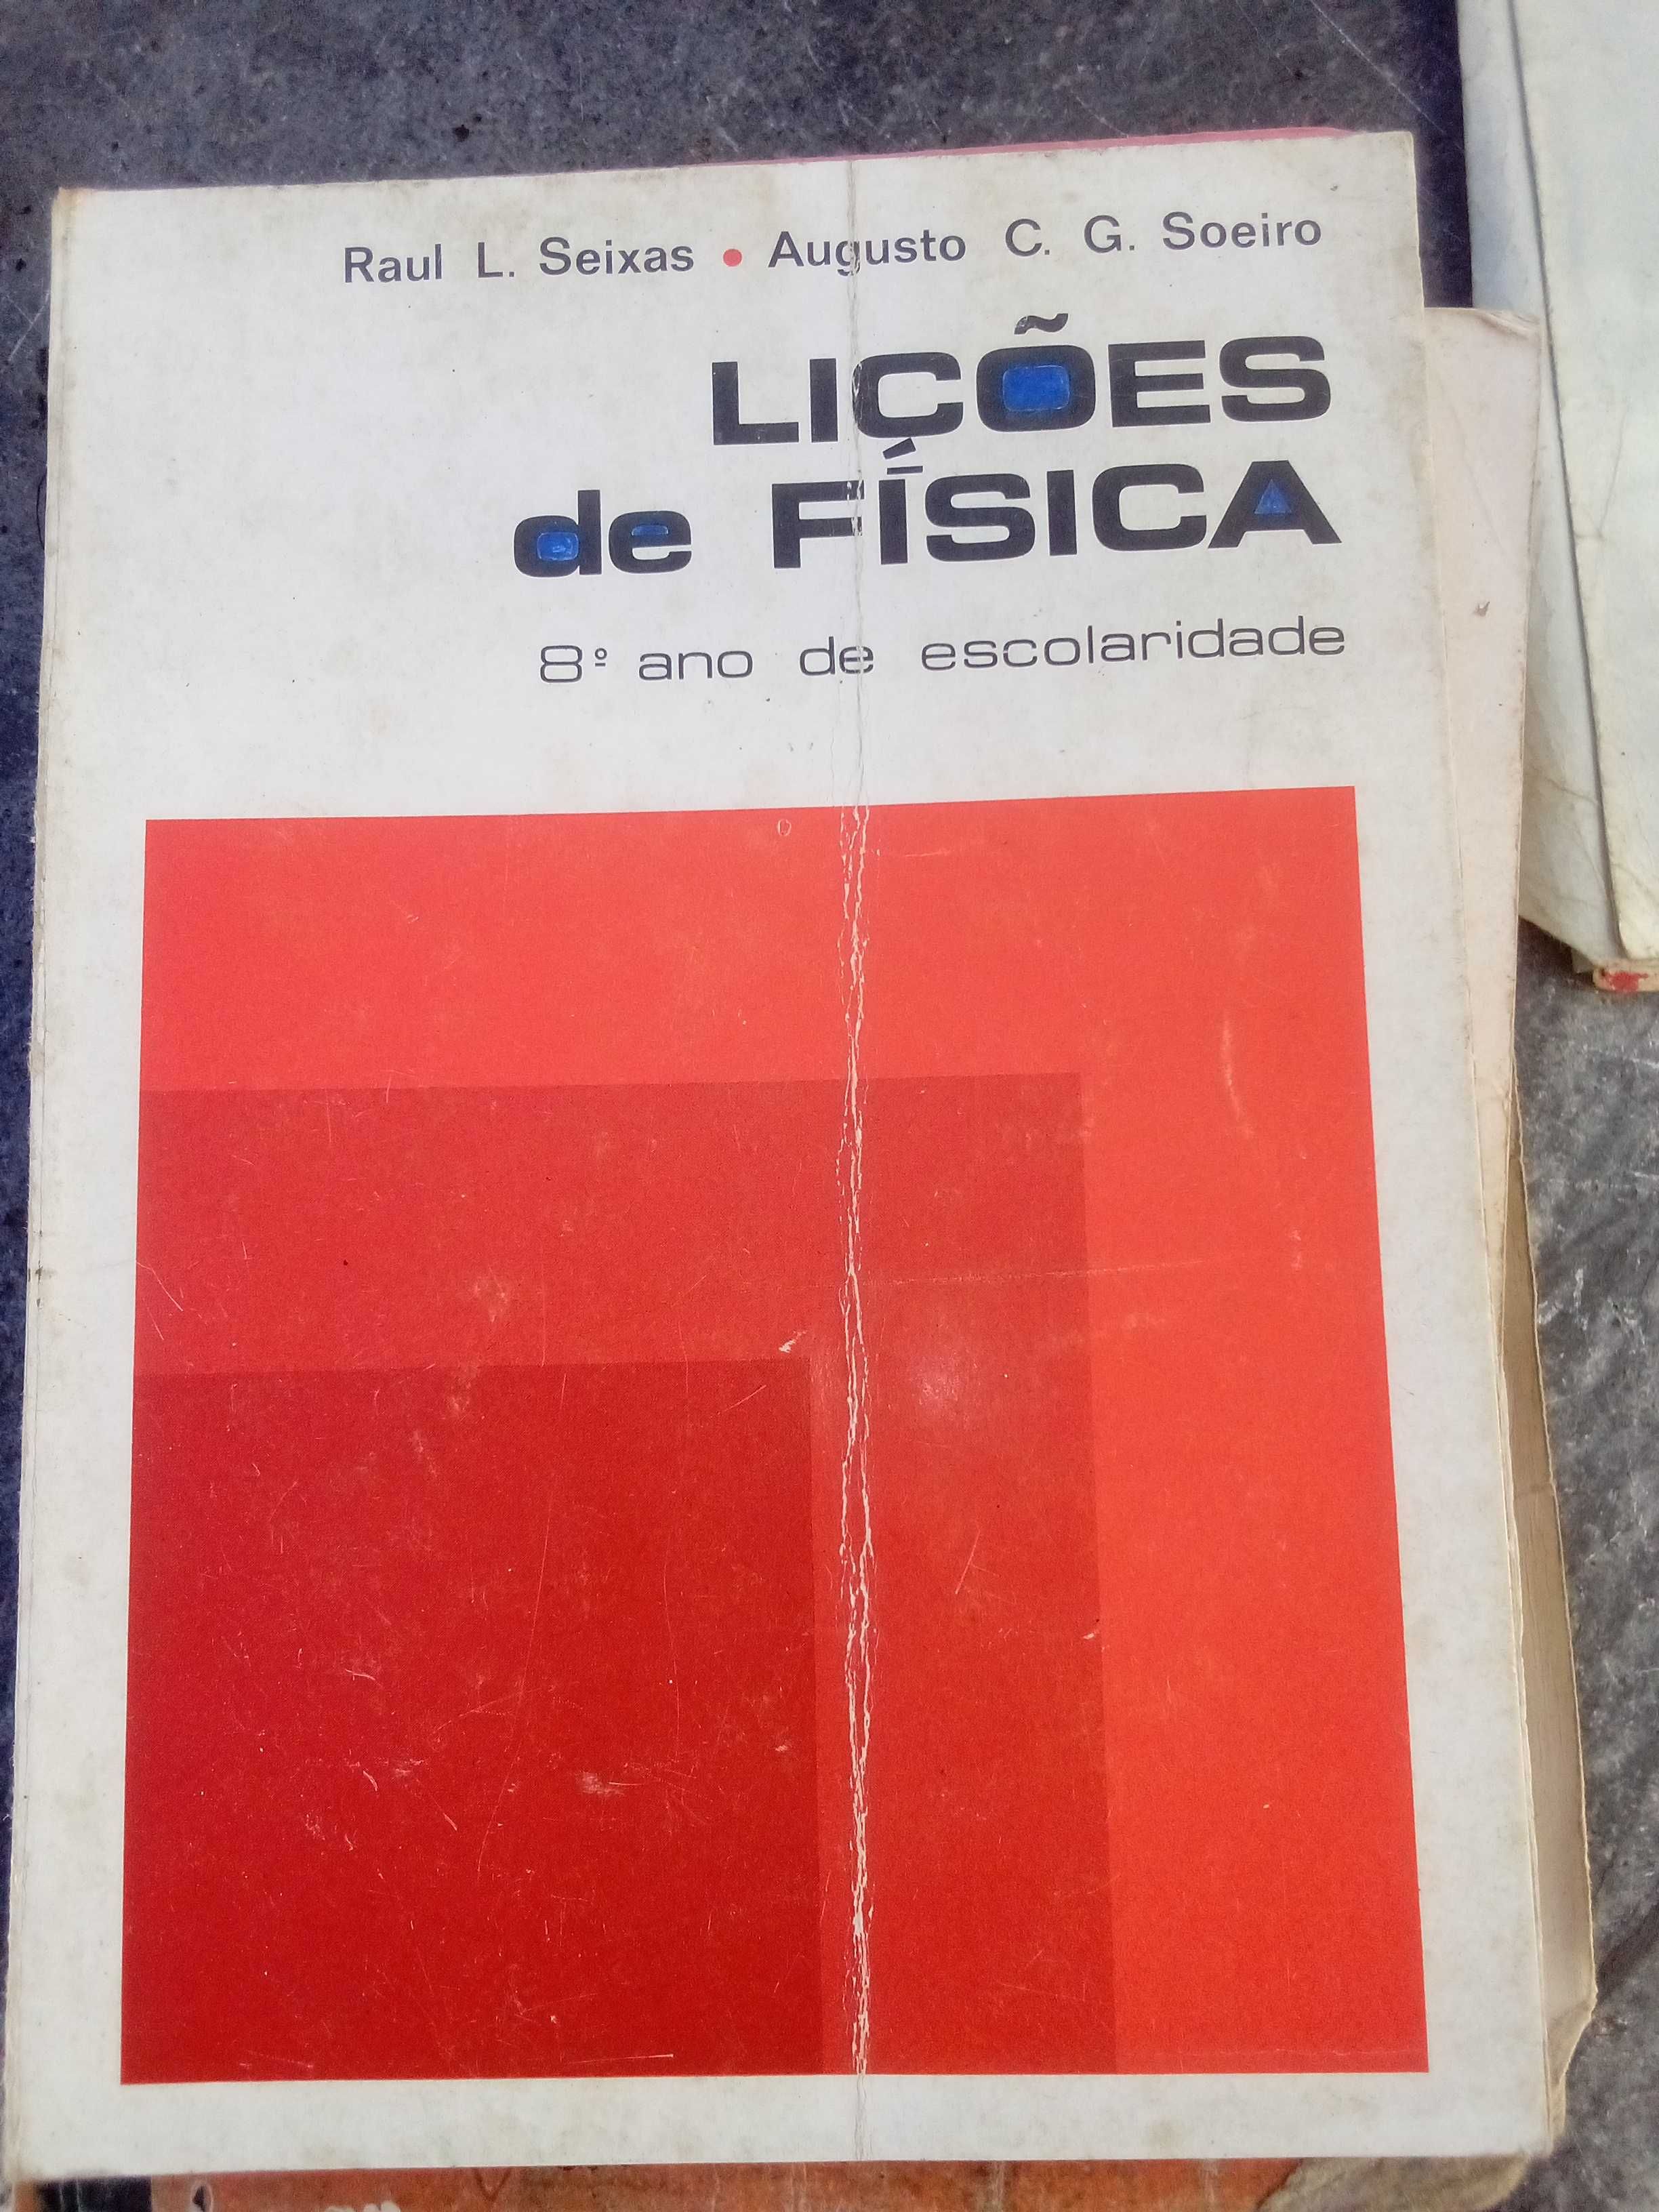 Raul L. Seixas • Augusto C. G. Soeiro
LIÇÕES
de FÍSICA
8º ano de escolaridade